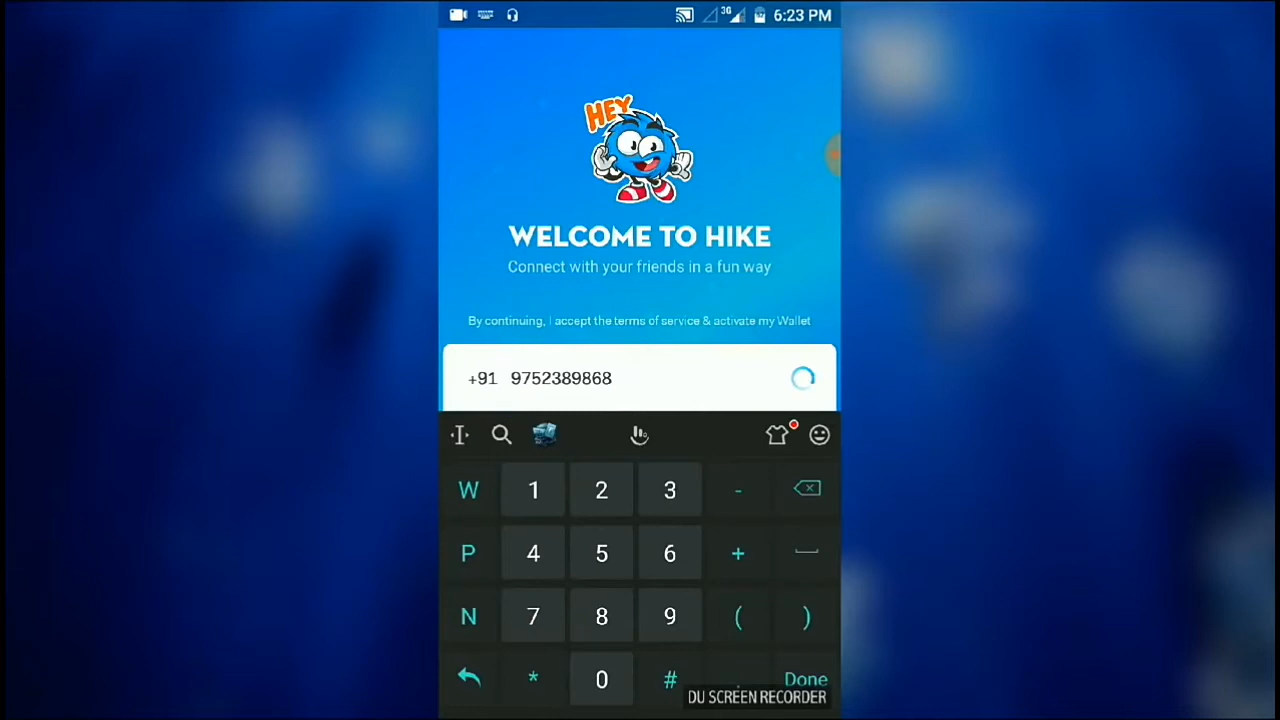 3G 6:23 PM
HEY
WELCOME TO HIKE
Connect with your friends in a fun way
By continuing, I accept the terms of service & activate my Wallet
+91 9752389868
W 1 2 3 -
P 4 5 6 +
N 7 8 9 ( )
* 0 # . Done
DU SCREEN RECORDER